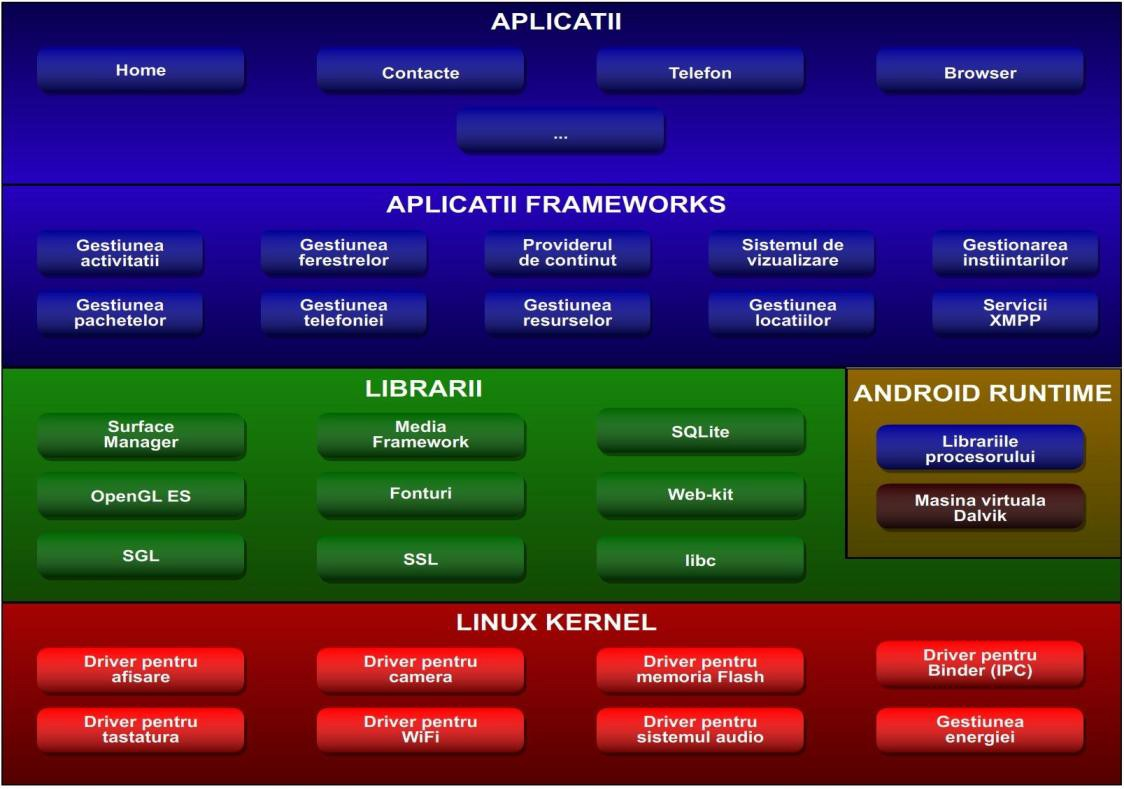 APLICATII
Home
Contacte
Telefon
Browser
...
APLICATII FRAMEWORKS
Gestiunea
activitatii
Gestiunea
ferestrelor
Providerul
de continut
Sistemul de
vizualizare
Gestionarea
instiintarilor
Gestiunea
pachetelor
Gestiunea
telefoniei
Gestiunea
resurselor
Gestiunea
locatiilor
Servicii
XMPP
LIBRARII
Surface
Manager
Media
Framework
SQLite
OpenGL ES
Fonturi
Web-kit
SGL
SSL
libc
ANDROID RUNTIME
Librariile
procesorului
Masina virtuala
Dalvik
LINUX KERNEL
Driver pentru
afisare
Driver pentru
camera
Driver pentru
memoria Flash
Driver pentru
Binder (IPC)
Driver pentru
tastatura
Driver pentru
WiFi
Driver pentru
sistemul audio
Gestiunea
energiei